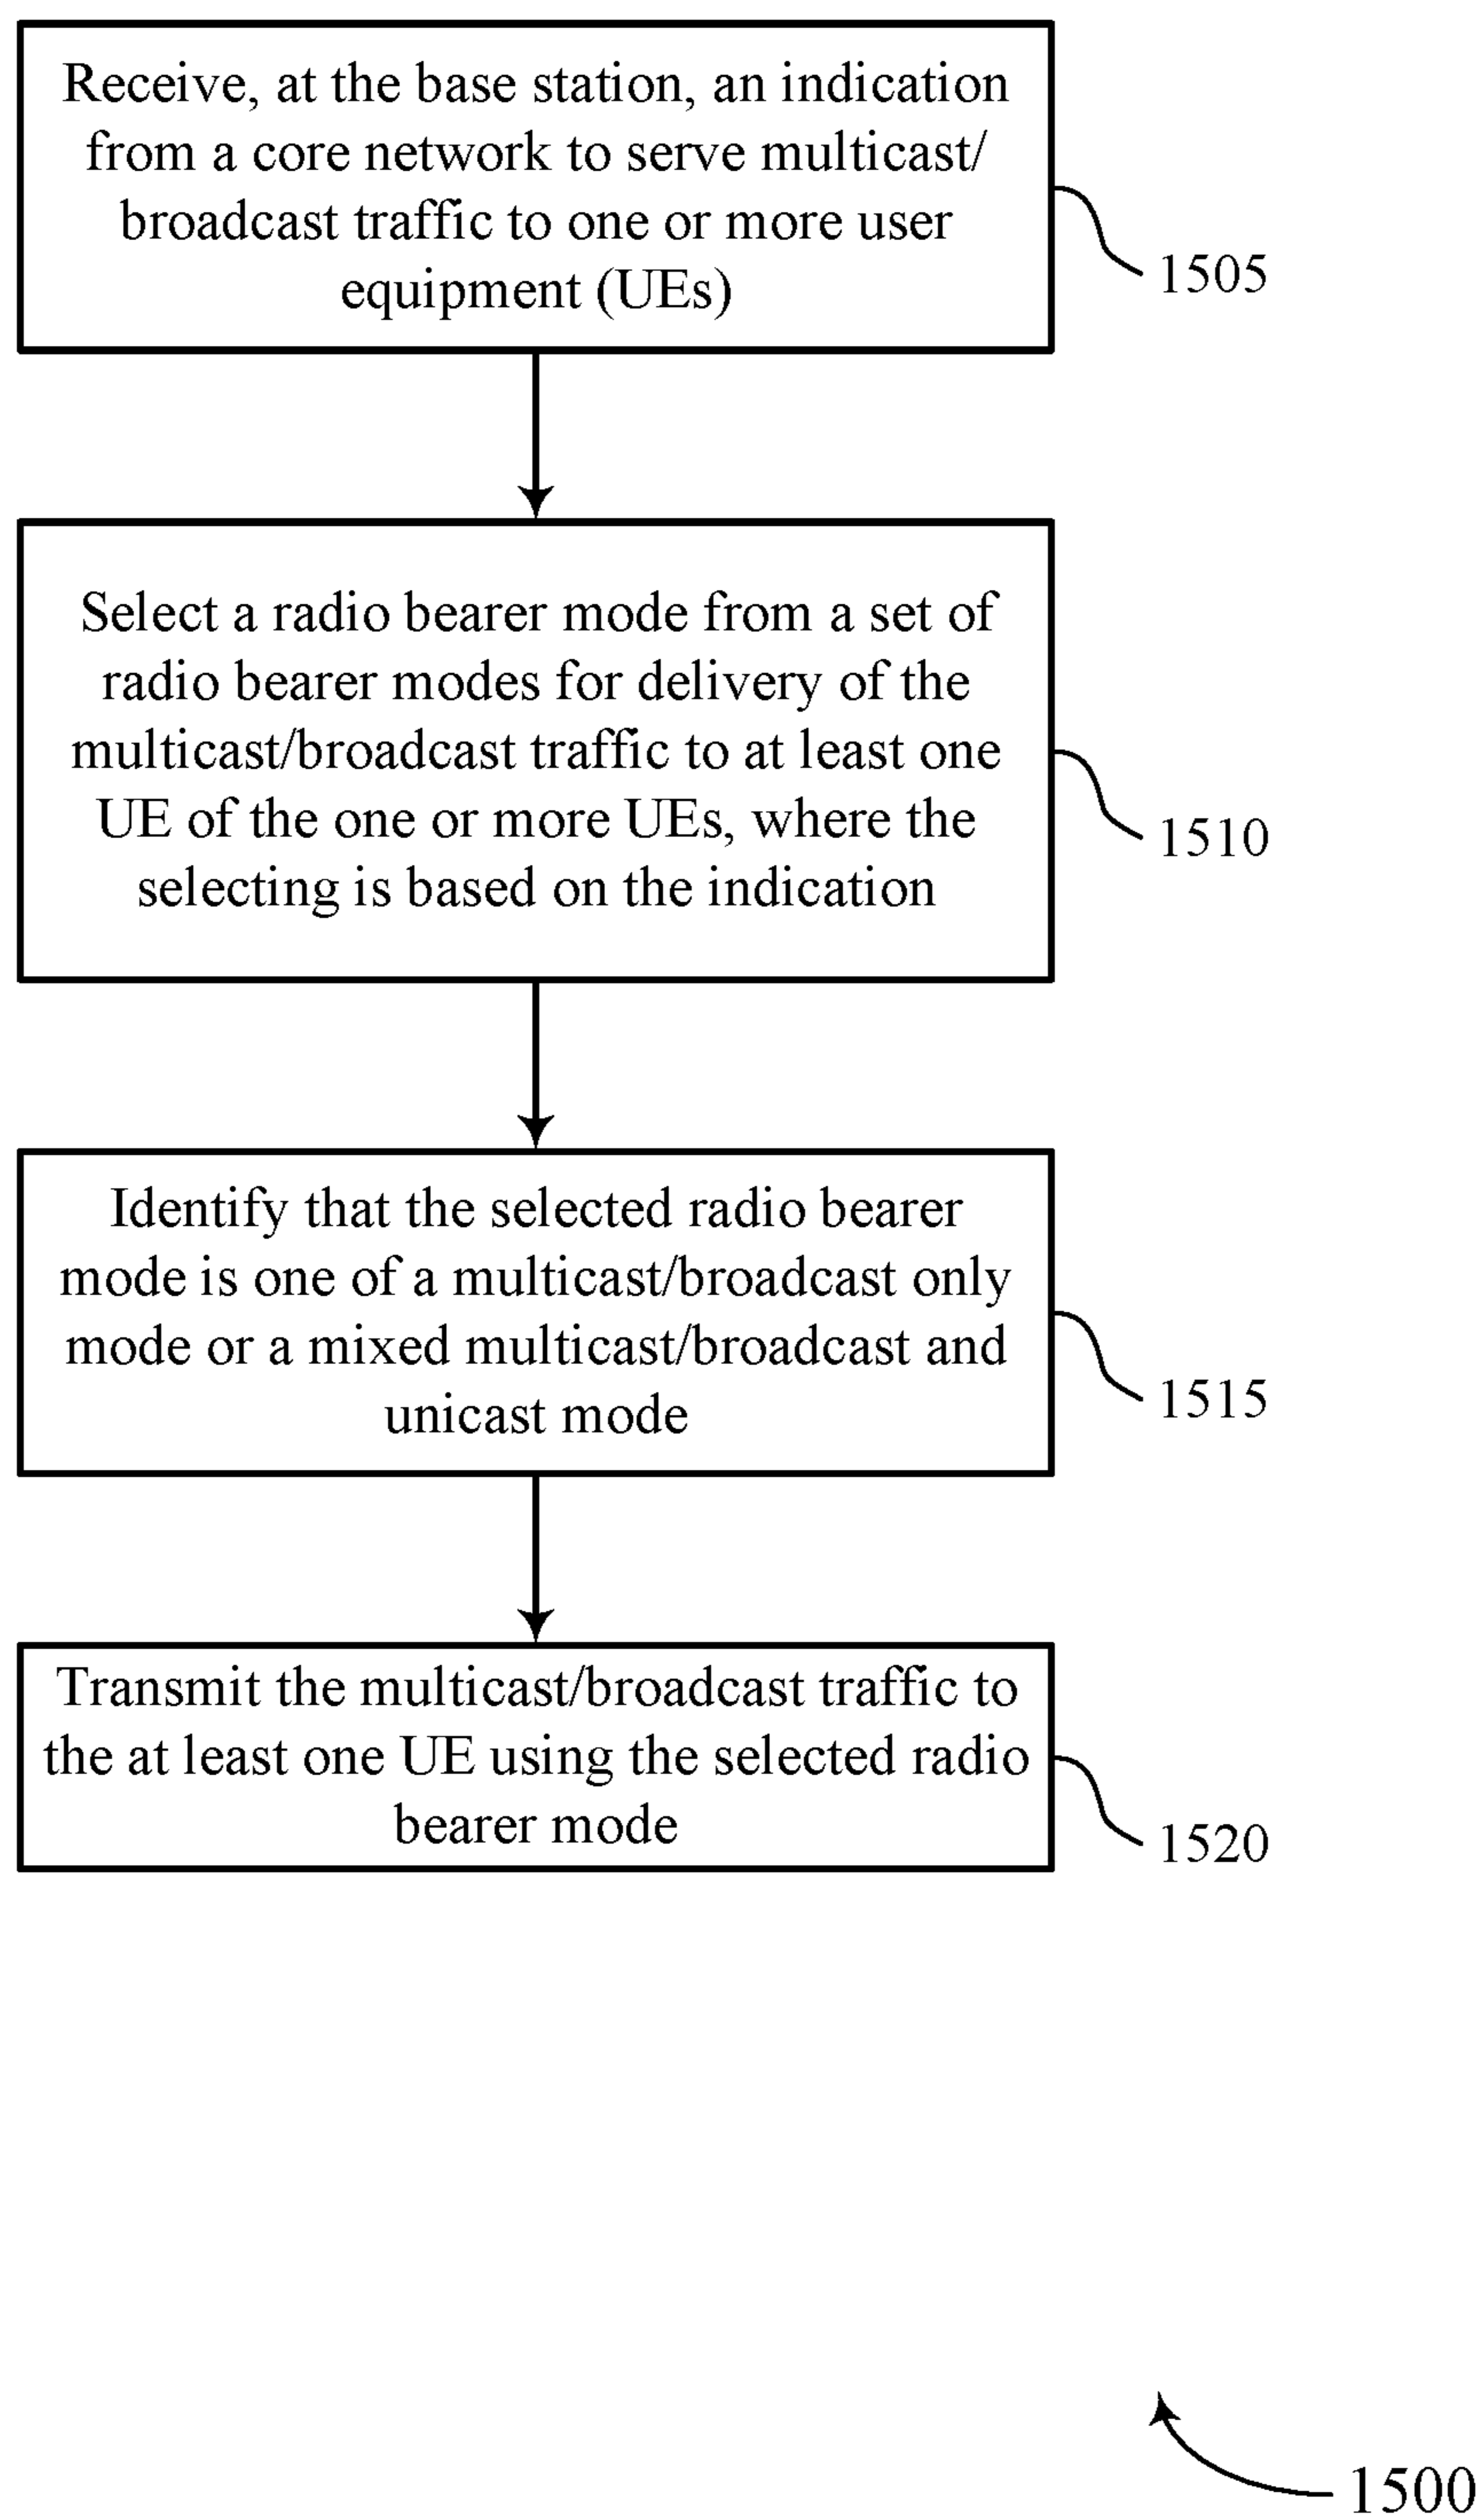 Receive, at the base station, an indication
from a core network to serve multicast/
broadcast traffic to one or more user
equipment (UEs)
1505
Select a radio bearer mode from a set of
radio bearer modes for delivery of the
multicast/broadcast traffic to at least one
UE of the one or more UEs, where the
selecting is based on the indication
1510
Identify that the selected radio bearer
mode is one of a multicast/broadcast only
mode or a mixed multicast/broadcast and
unicast mode
1515
Transmit the multicast/broadcast traffic to
the at least one UE using the selected radio
bearer mode
1520
1500